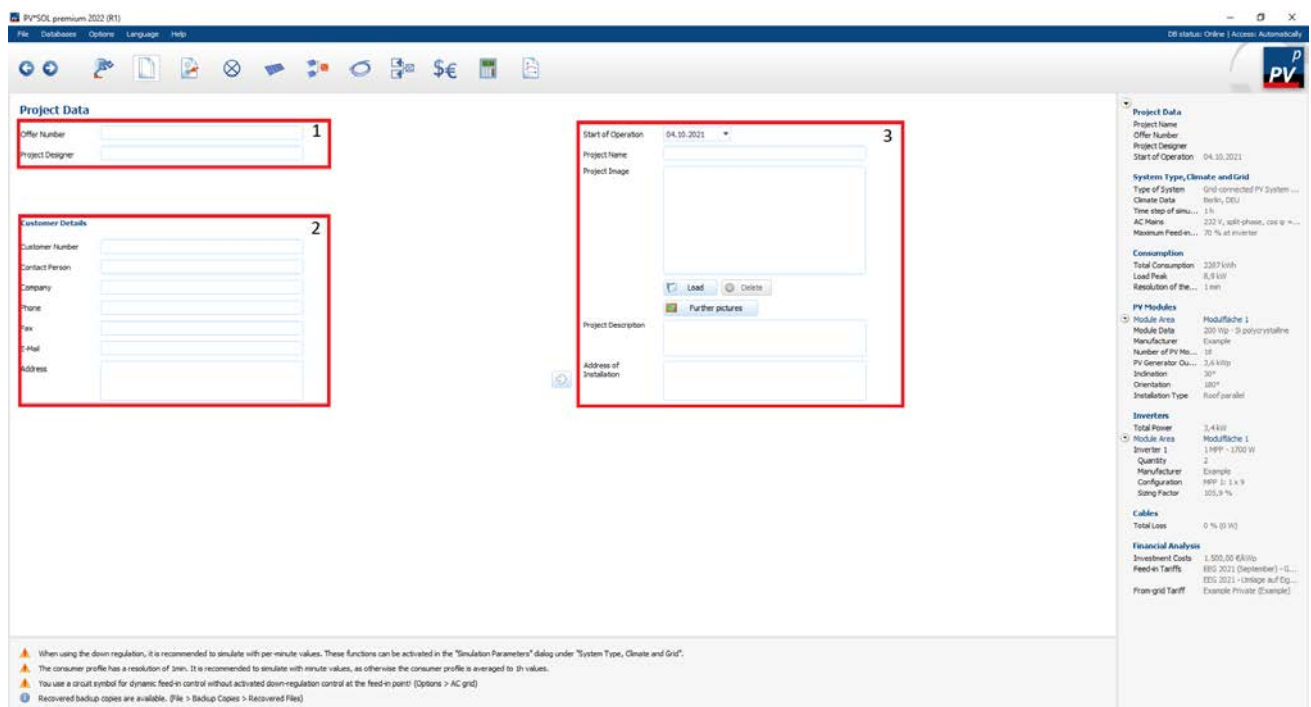 PV*SOL premium 2022 (R1)
File Databases Options Language Help
DB status: Online | Access: Automatically
P
PV
Project Data
Offer Number
Project Designer
1
Customer Details
2
Customer Number
Contact Person
Company
Phone
Fax
E-Mail
Address
Start of Operation 04.10.2021
3
Project Name
Project Image
Load Delete
Further pictures
Project Description
Address of
Installation
Project Data
Project Name
Offer Number
Project Designer
Start of Operation 04.10.2021
System Type, Climate and Grid
Type of System Grid-connected PV System ...
Climate Data Berlin, DEU
Time step of simu... 1 h
AC Mains 232 V, split-phase, cos φ =...
Maximum Feed-in... 70 % at inverter
Consumption
Total Consumption kWh
Load Peak 8,9 kW
Resolution of the... 1 min
PV Modules
Module Area Modulfläche 1
Module Data 200 Wp - Si polycrystalline
Manufacturer Example
Number of PV Mo... 18
PV Generator Ou... 3,6 kWp
Inclination 30°
Orientation 180°
Installation Type Roof parallel
Inverters
Total Power 3,4 kW
Module Area Modulfläche 1
Inverter 1 1 MPP - 1700 W
Quantity 2
Manufacturer Example
Configuration MPP 1: 1 x 9
Sizing Factor 105,9 %
Cables
Total Loss 0 % (0 W)
Financial Analysis
Investment Costs 1.500,00 €/kWp
Feed-in Tariffs EEG 2021 (September) - G...
EEG 2021 - Umlage auf Eig...
From-grid Tariff Example Private (Example)
When using the down regulation, it is recommended to simulate with per-minute values. These functions can be activated in the "Simulation Parameters" dialog under "System Type, Climate and Grid".
The consumer profile has a resolution of 1min. It is recommended to simulate with minute values, as otherwise the consumer profile is averaged to 1h values.
You use a circuit symbol for dynamic feed-in control without activated down-regulation control at the feed-in point! (Options > AC grid)
Recovered backup copies are available. (File > Backup Copies > Recovered Files)